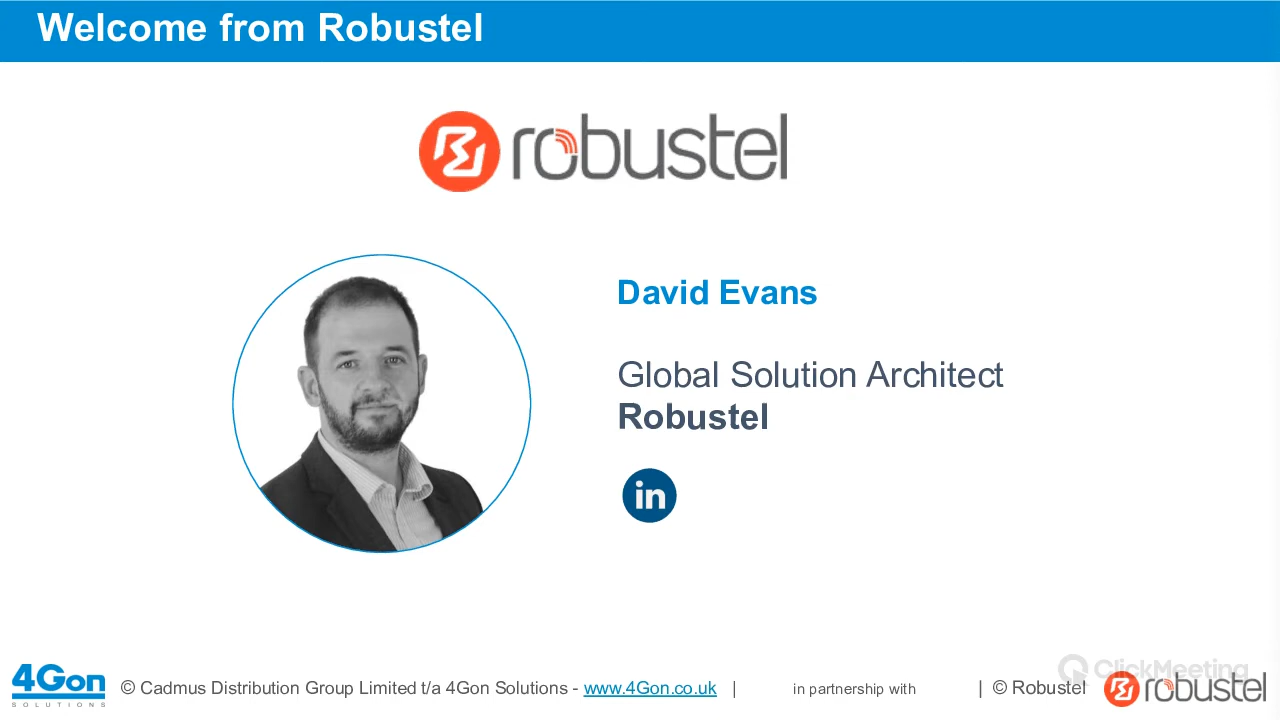 Welcome from Robustel
robustel
David Evans
Global Solution Architect
Robustel
in
4Gon
SOLUTIONS
© Cadmus Distribution Group Limited t/a 4Gon Solutions - www.4Gon.co.uk | in partnership with | © Robustel
ClickMeeting
robustel